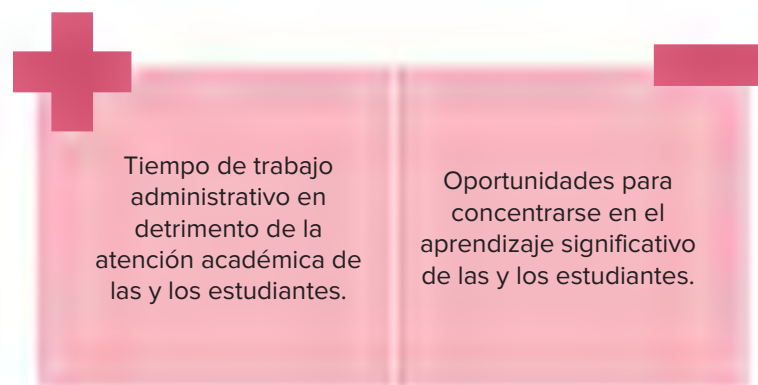 Tiempo de trabajo
administrativo en
detrimento de la
atención académica de
las y los estudiantes.
Oportunidades para
concentrarse en el
aprendizaje significativo
de las y los estudiantes.